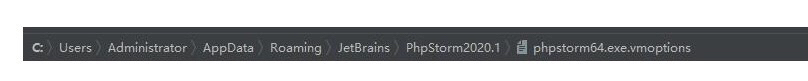 C: 〉 Users 〉 Administrator 〉 AppData 〉 Roaming 〉 JetBrains 〉 PhpStorm2020.1 〉 phpstorm64.exe.vmoptions